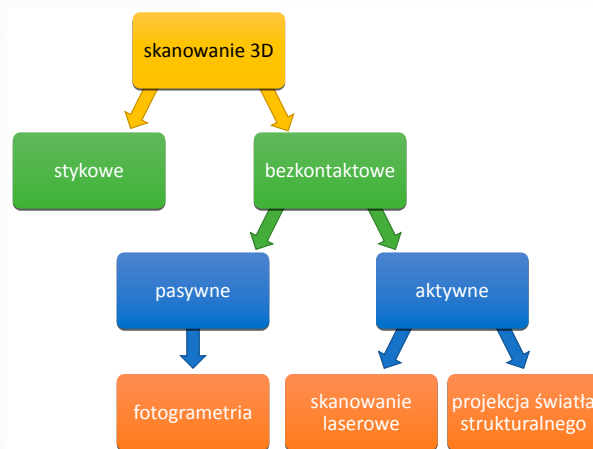 skanowanie 3D
stykowe
bezkontaktowe
pasywne
aktywne
fotogrametria
skanowanie
laserowe
projekcja światła
strukturalnego